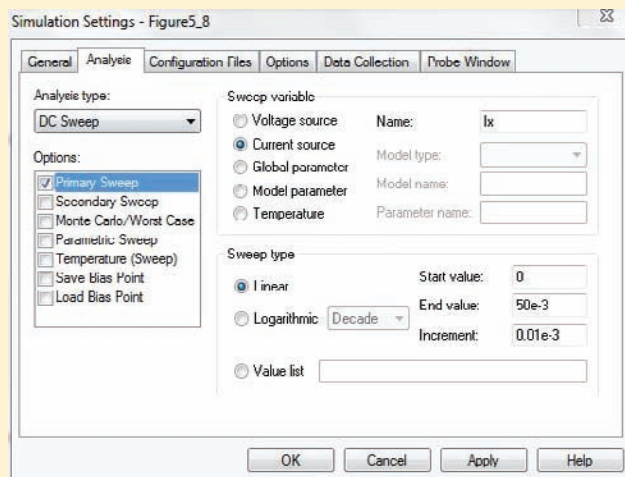 Simulation Settings - Figure5_8
General Analysis Configuration Files Options Data Collection Probe Window
Analysis type:
DC Sweep
Options:
Primary Sweep
Secondary Sweep
Monte Carlo/Worst Case
Parametric Sweep
Temperature (Sweep)
Save Bias Point
Load Bias Point
Sweep variable
Voltage source
Current source
Global parameter
Model parameter
Temperature
Name: Ix
Model type:
Model name:
Parameter name:
Sweep type
Linear
Logarithmic Decade
Value list
Start value: 0
End value: 50e-3
Increment: 0.01e-3
OK Cancel Apply Help